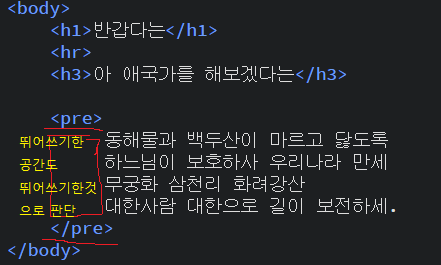 <body>
<h1>반갑다는</h1>
<hr>
<h3>아 애국가를 해보겠다는</h3>
<pre>
뛰어쓰기한 동해물과 백두산이 마르고 닳도록
공간도 하느님이 보호하사 우리나라 만세
뛰어쓰기한것 무궁화 삼천리 화려강산
으로 판단 대한사람 대한으로 길이 보전하세.
</pre>
</body>